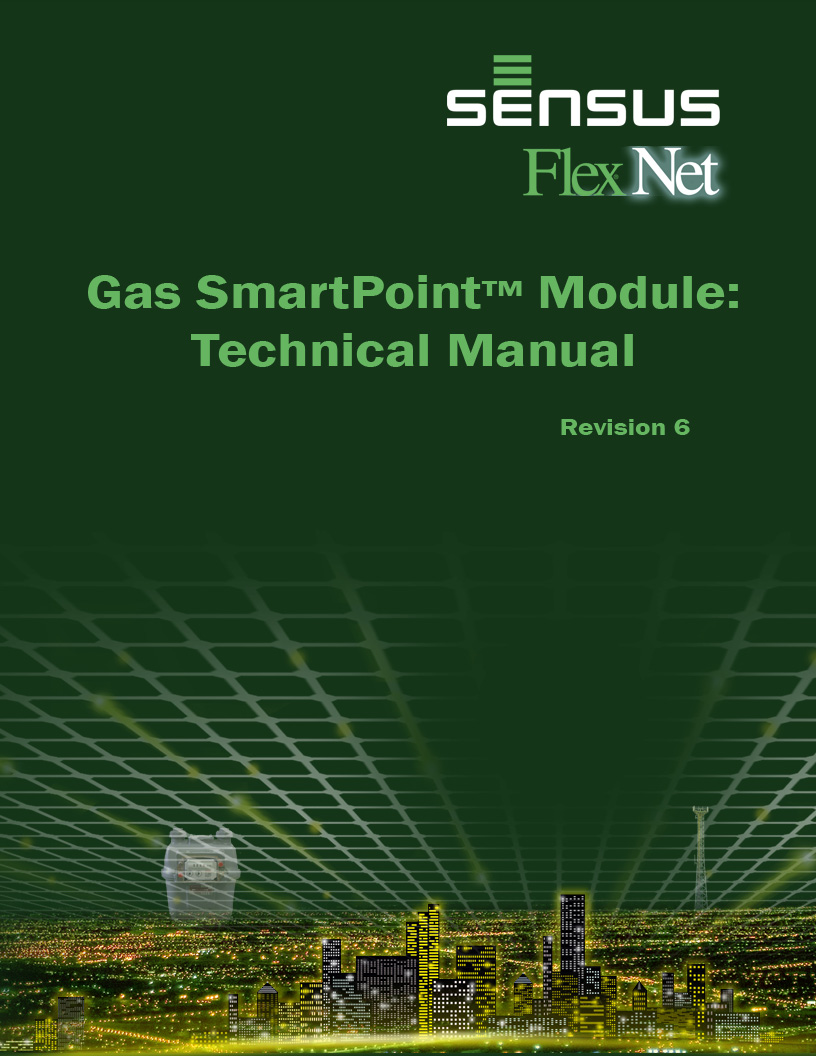 SENSUS
FlexNet
Gas SmartPoint™ Module:
Technical Manual
Revision 6